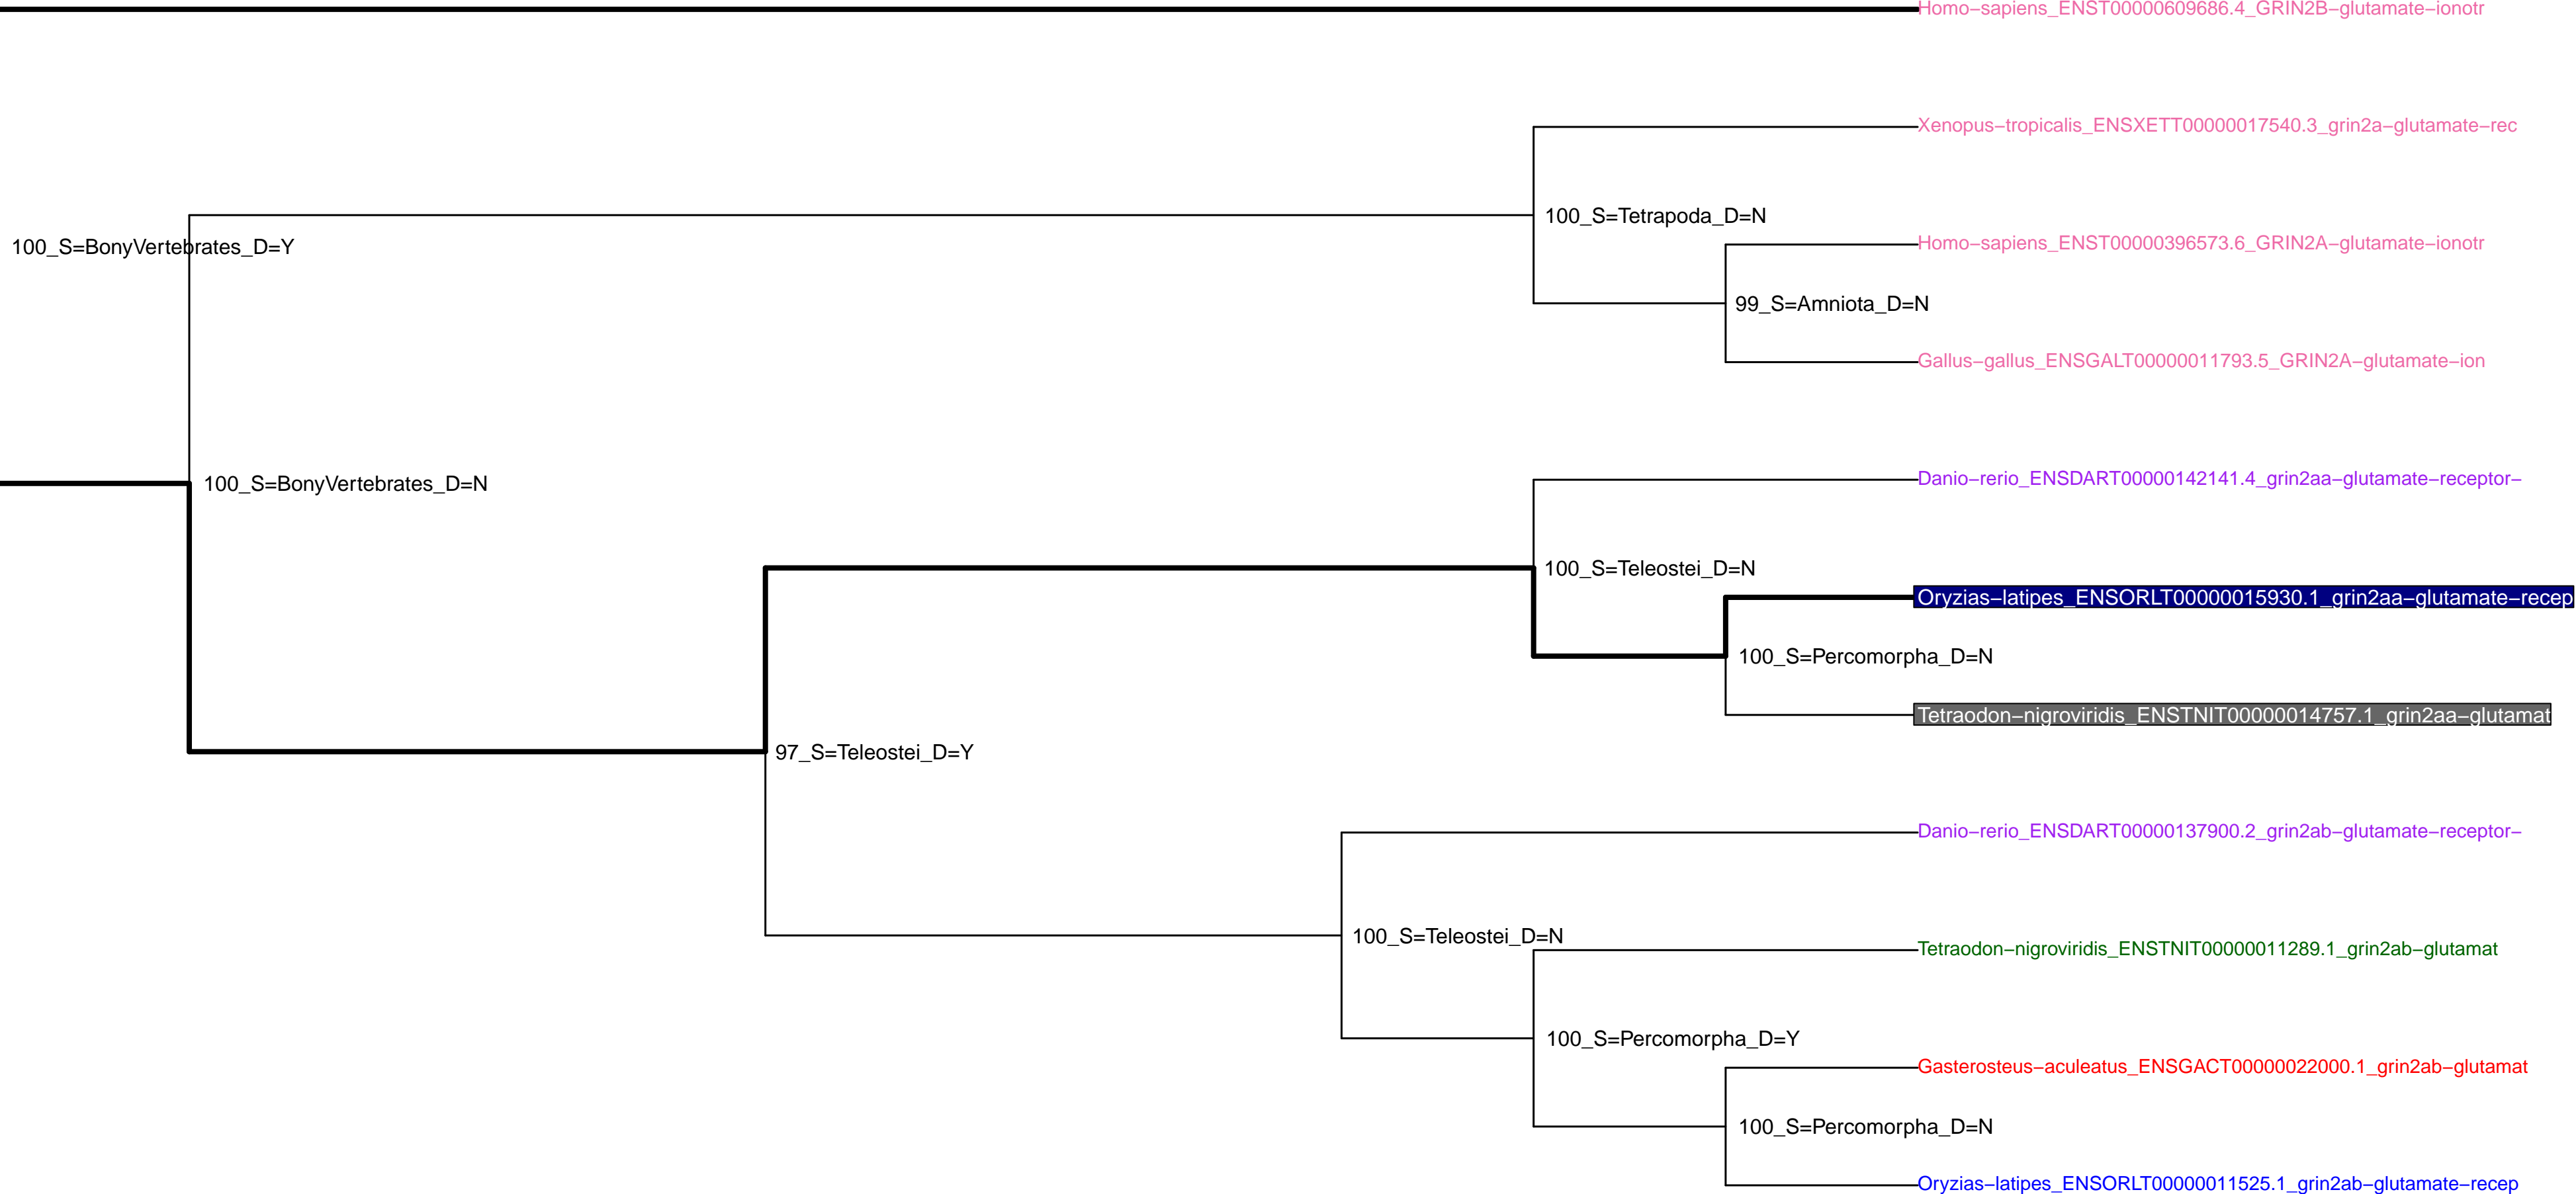 Homo−sapiens_ENST00000609686.4_GRIN2B−glutamate−ionotr
Xenopus−tropicalis_ENSXETT00000017540.3_grin2a−glutamate−rec
100_S=Tetrapoda_D=N
100_S=BonyVertebrates_D=Y
Homo−sapiens_ENST00000396573.6_GRIN2A−glutamate−ionotr
99_S=Amniota_D=N
Gallus−gallus_ENSGALT00000011793.5_GRIN2A−glutamate−ion
100_S=BonyVertebrates_D=N
Danio−rerio_ENSDART00000142141.4_grin2aa−glutamate−receptor−
100_S=Teleostei_D=N
Oryzias−latipes_ENSORLT00000015930.1_grin2aa−glutamate−recep
100_S=Percomorpha_D=N
Tetraodon−nigroviridis_ENSTNIT00000014757.1_grin2aa−glutamat
97_S=Teleostei_D=Y
Danio−rerio_ENSDART00000137900.2_grin2ab−glutamate−receptor−
100_S=Teleostei_D=N
Tetraodon−nigroviridis_ENSTNIT00000011289.1_grin2ab−glutamat
100_S=Percomorpha_D=Y
Gasterosteus−aculeatus_ENSGACT00000022000.1_grin2ab−glutamat
100_S=Percomorpha_D=N
Oryzias−latipes_ENSORLT00000011525.1_grin2ab−glutamate−recep